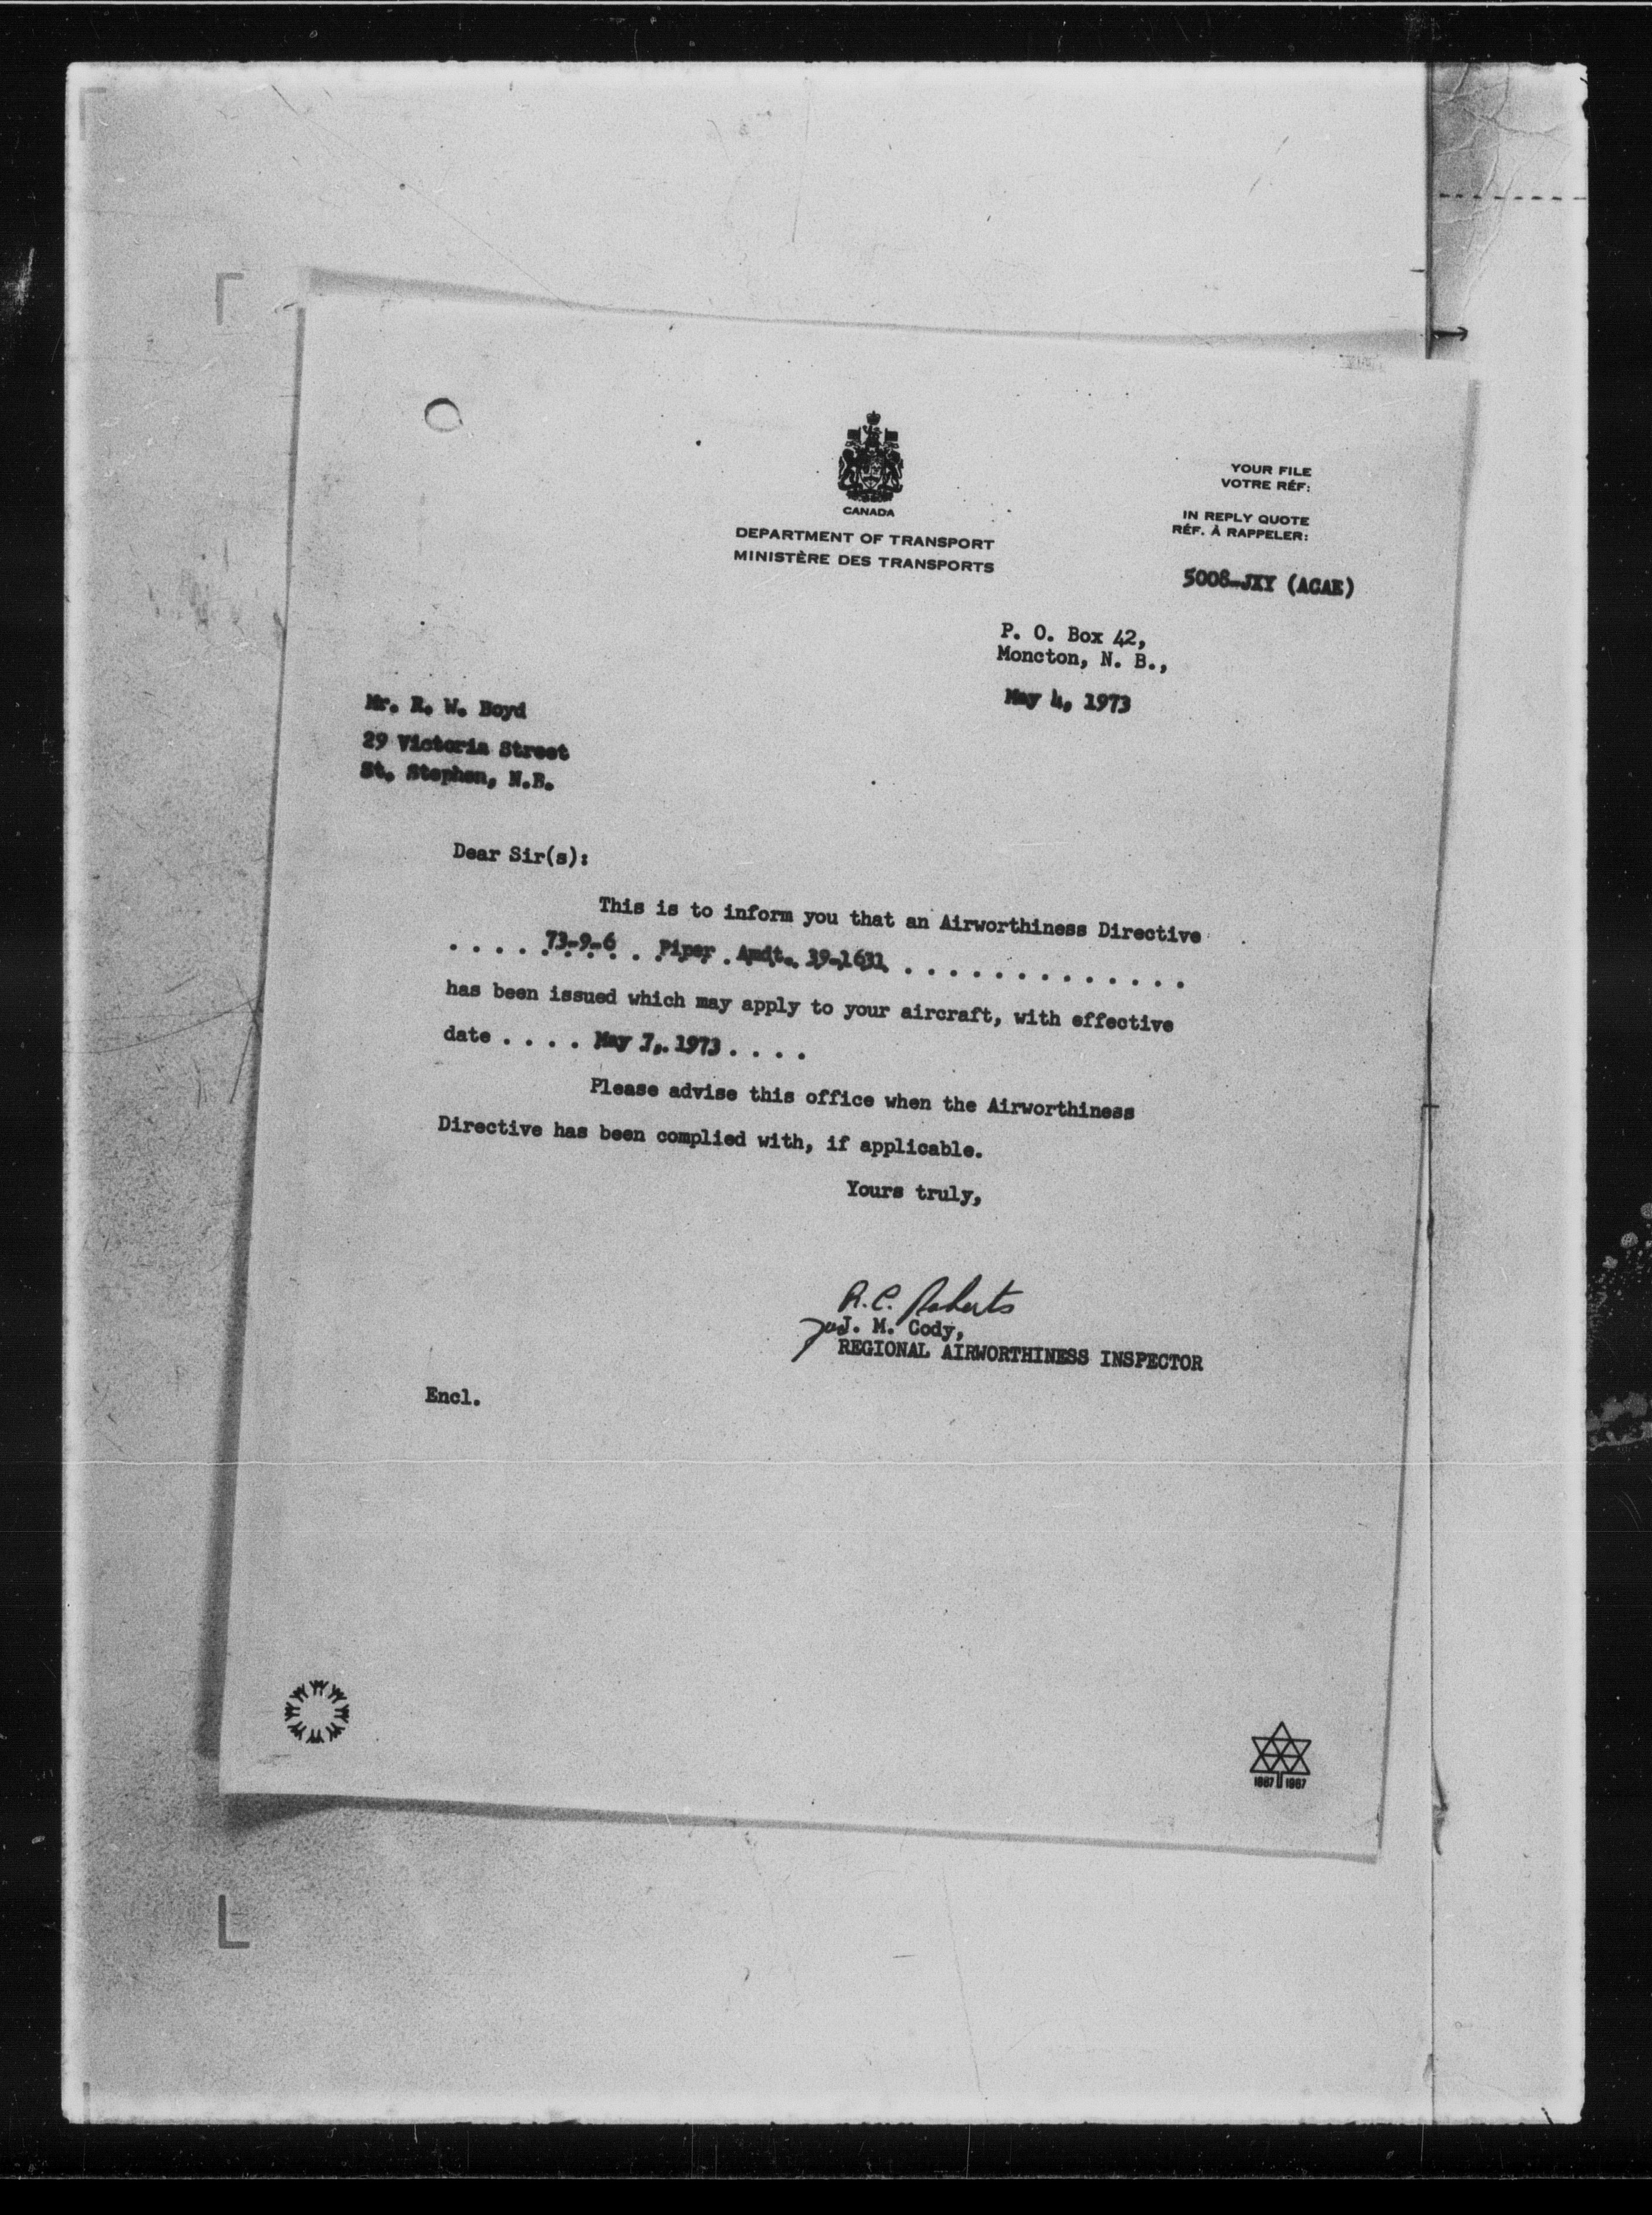 CANADA
DEPARTMENT OF TRANSPORT
MINISTÈRE DES TRANSPORTS
YOUR FILE
VOTRE RÉF:
IN REPLY QUOTE
RÉF. À RAPPELER:
5008-JXY (ACAE)
P. O. Box 42,
Moncton, N. B.,
May 4, 1973
Mr. R. W. Boyd
29 Victoria Street
St. Stephen, N.B.
Dear Sir(s):
This is to inform you that an Airworthiness Directive
. . . . 73-9-6 . . Piper . Amdt. 39-1631 . . . . . . . . . . . . .
has been issued which may apply to your aircraft, with effective
date . . . . May 7, 1973 . . . .
Please advise this office when the Airworthiness
Directive has been complied with, if applicable.
Yours truly,
R.C. Roberts
for J. M. Cody,
REGIONAL AIRWORTHINESS INSPECTOR
Encl.
1867 1967